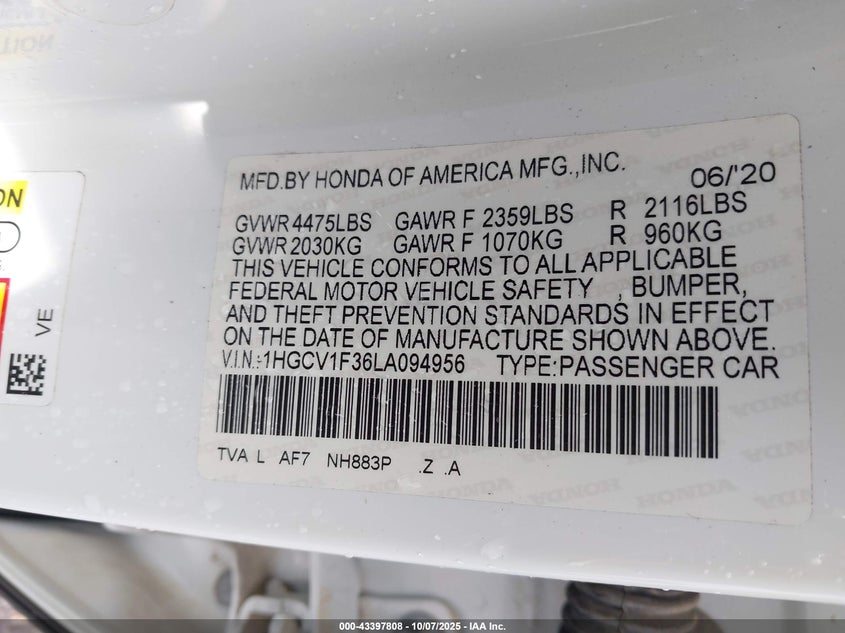 MFD.BY HONDA OF AMERICA MFG.,INC. 06/'20
GVWR 4475LBS GAWR F 2359LBS R 2116LBS
GVWR 2030KG GAWR F 1070KG R 960KG
THIS VEHICLE CONFORMS TO ALL APPLICABLE
FEDERAL MOTOR VEHICLE SAFETY , BUMPER,
AND THEFT PREVENTION STANDARDS IN EFFECT
ON THE DATE OF MANUFACTURE SHOWN ABOVE.
V.I.N.:1HGCV1F36LA094956 TYPE:PASSENGER CAR
TVA L AF7 NH883P .Z .A
VE
000-43397808 | 10/07/2025 | IAA Inc.